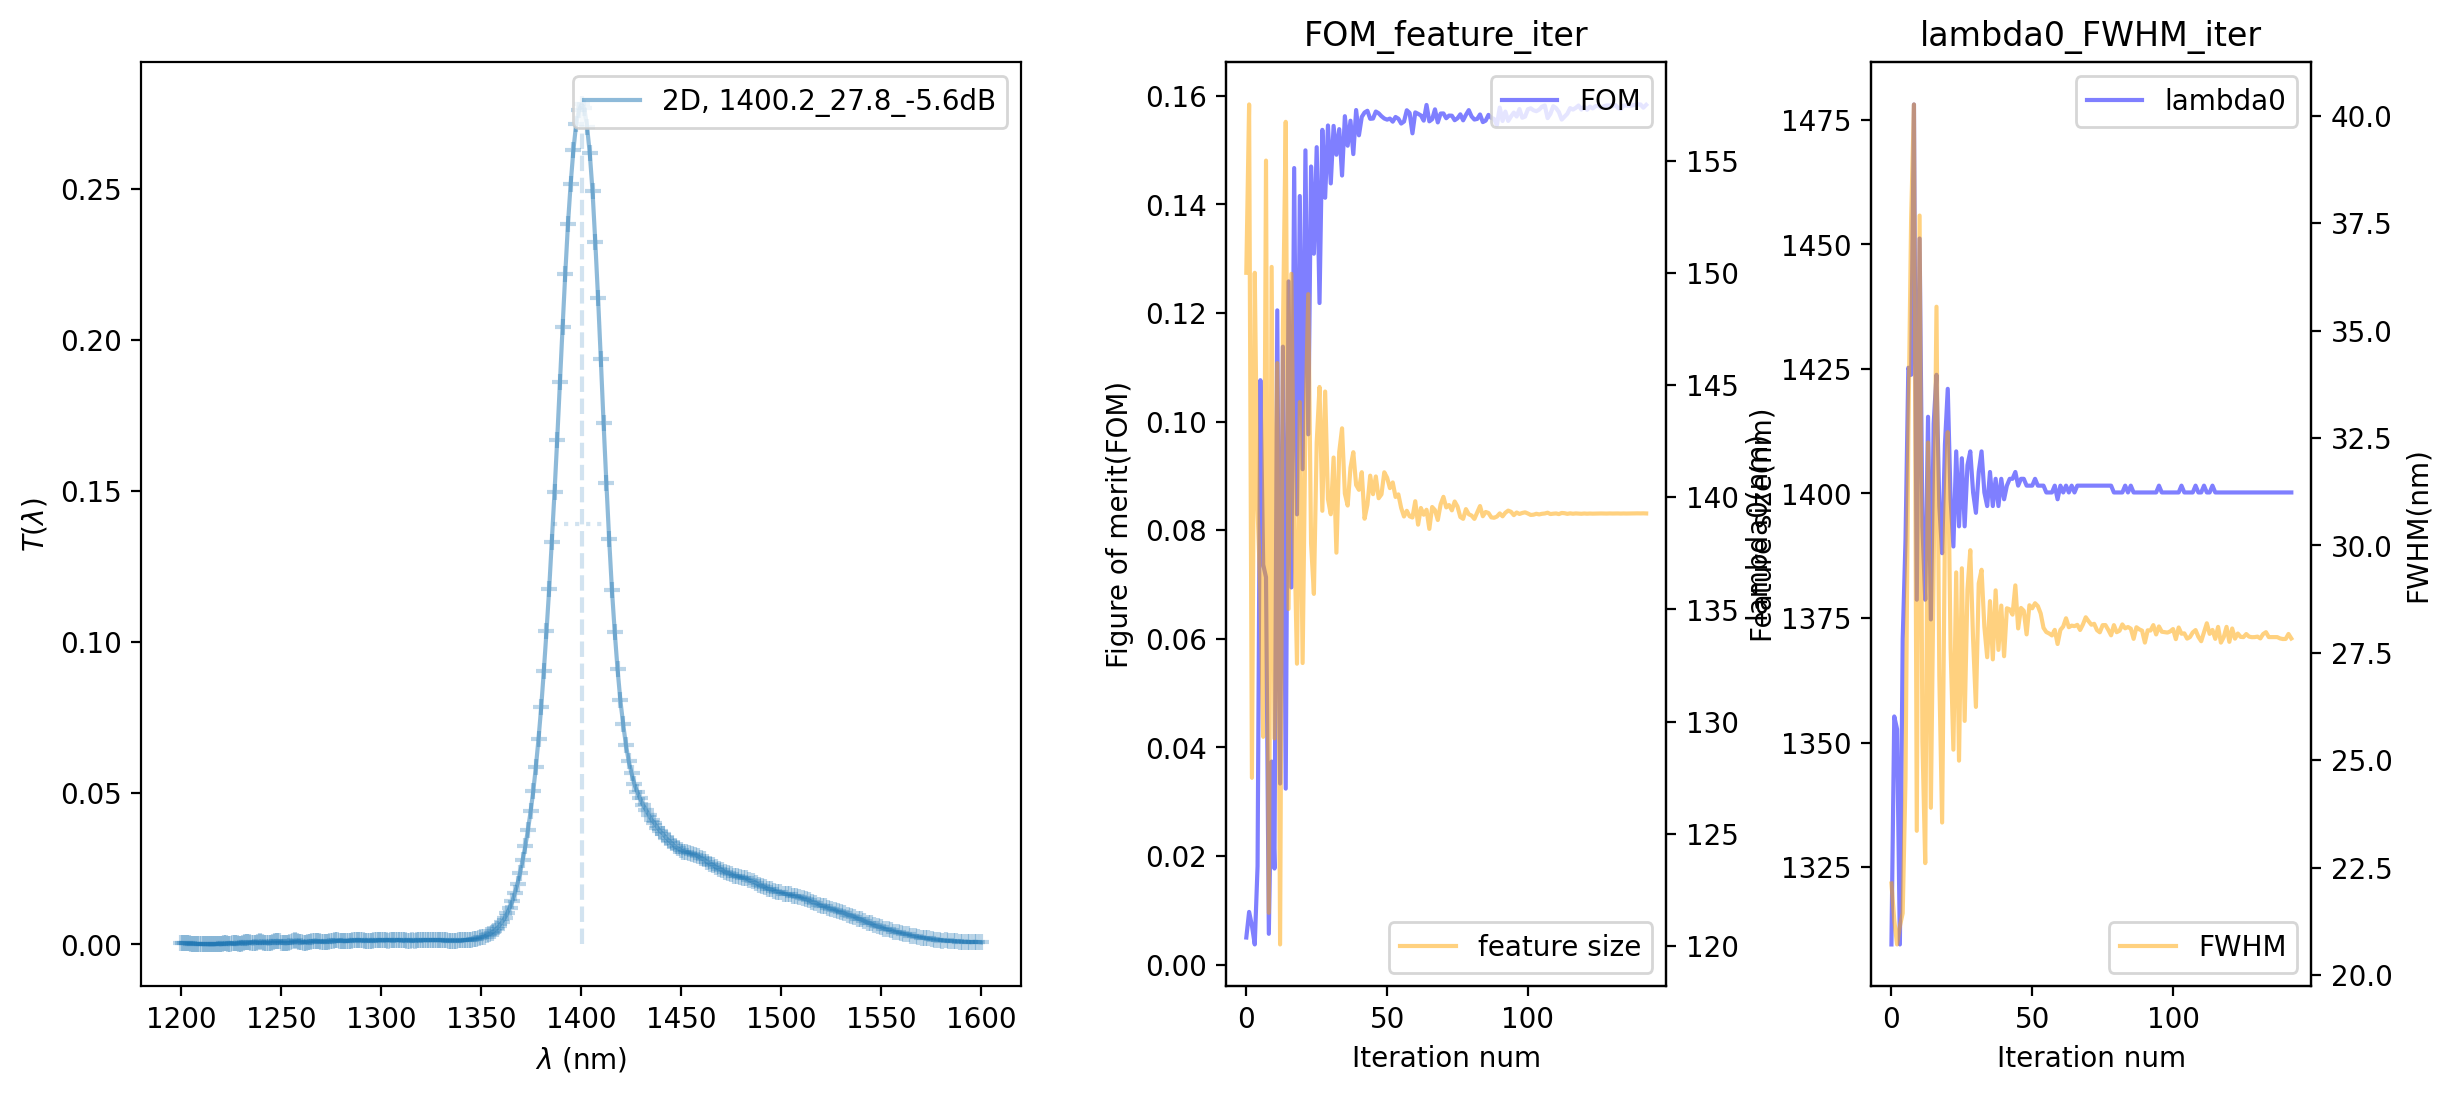 2D, 1400.2_27.8_-5.6dB
T(λ)
0.25
0.20
0.15
0.10
0.05
0.00
1200 1250 1300 1350 1400 1450 1500 1550 1600
λ (nm)
FOM_feature_iter
FOM
Figure of merit(FOM)
0.16
0.14
0.12
0.10
0.08
0.06
0.04
0.02
0.00
155
150
145
140
135
130
125
120
Feature size(nm)
feature size
0 50 100
Iteration num
lambda0_FWHM_iter
lambda0
lambda0(nm)
1475
1450
1425
1400
1375
1350
1325
40.0
37.5
35.0
32.5
30.0
27.5
25.0
22.5
20.0
FWHM(nm)
FWHM
0 50 100
Iteration num